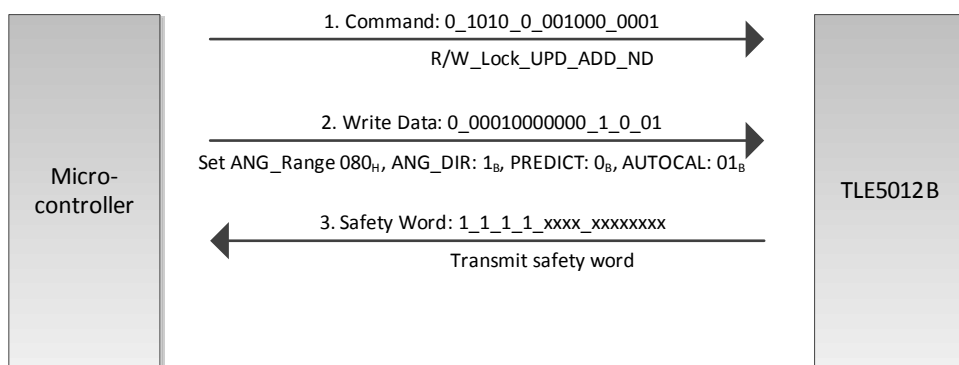 1. Command: 0_1010_0_001000_0001
R/W_Lock_UPD_ADD_ND
2. Write Data: 0_00010000000_1_0_01
Set ANG_Range 080H, ANG_DIR: 1B, PREDICT: 0B, AUTOCAL: 01B
Micro-
controller
TLE5012B
3. Safety Word: 1_1_1_1_xxxx_xxxxxxxx
Transmit safety word